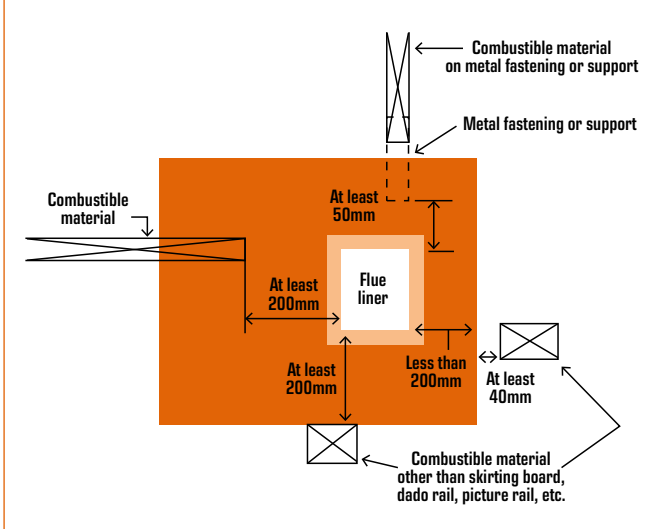 Combustible material
on metal fastening or support
Metal fastening or support
At least
50mm
Combustible
material
At least
200mm
Flue
liner
At least
200mm
Less than
200mm
At least
40mm
Combustible material
other than skirting board,
dado rail, picture rail, etc.